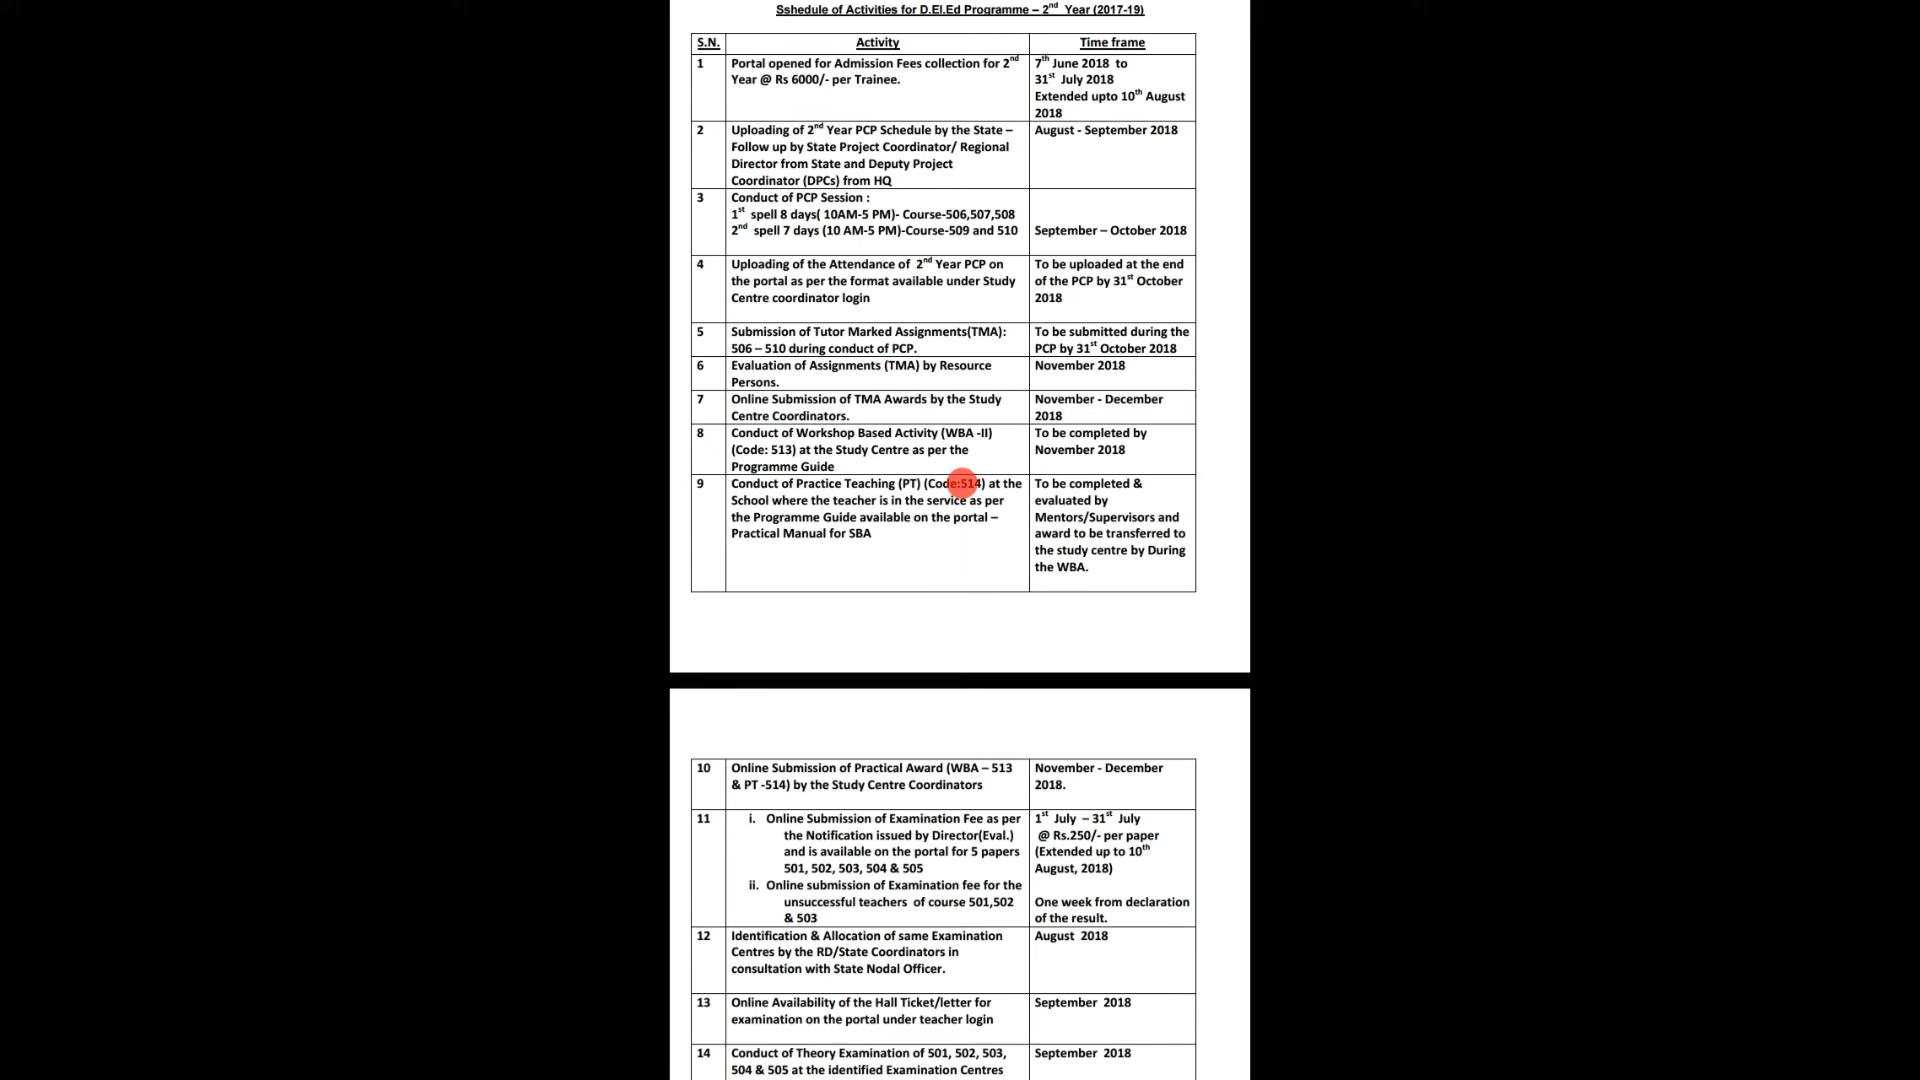 Sshedule of Activities for D.El.Ed Programme – 2nd Year (2017-19)
S.N. Activity Time frame
1 Portal opened for Admission Fees collection for 2nd
Year @ Rs 6000/- per Trainee.
7th June 2018 to
31st July 2018
Extended upto 10th August
2018
2 Uploading of 2nd Year PCP Schedule by the State –
Follow up by State Project Coordinator/ Regional
Director from State and Deputy Project
Coordinator (DPCs) from HQ
August - September 2018
3 Conduct of PCP Session :
1st spell 8 days( 10AM-5 PM)- Course-506,507,508
2nd spell 7 days (10 AM-5 PM)-Course-509 and 510
September – October 2018
4 Uploading of the Attendance of 2nd Year PCP on
the portal as per the format available under Study
Centre coordinator login
To be uploaded at the end
of the PCP by 31st October
2018
5 Submission of Tutor Marked Assignments(TMA):
506 – 510 during conduct of PCP.
To be submitted during the
PCP by 31st October 2018
6 Evaluation of Assignments (TMA) by Resource
Persons.
November 2018
7 Online Submission of TMA Awards by the Study
Centre Coordinators.
November - December
2018
8 Conduct of Workshop Based Activity (WBA -II)
(Code: 513) at the Study Centre as per the
Programme Guide
To be completed by
November 2018
9 Conduct of Practice Teaching (PT) (Code:514) at the
School where the teacher is in the service as per
the Programme Guide available on the portal –
Practical Manual for SBA
To be completed &
evaluated by
Mentors/Supervisors and
award to be transferred to
the study centre by During
the WBA.
10 Online Submission of Practical Award (WBA – 513
& PT -514) by the Study Centre Coordinators
November - December
2018.
11 i. Online Submission of Examination Fee as per
the Notification issued by Director(Eval.)
and is available on the portal for 5 papers
501, 502, 503, 504 & 505
ii. Online submission of Examination fee for the
unsuccessful teachers of course 501,502
& 503
1st July – 31st July
@ Rs.250/- per paper
(Extended up to 10th
August, 2018)
One week from declaration
of the result.
12 Identification & Allocation of same Examination
Centres by the RD/State Coordinators in
consultation with State Nodal Officer.
August 2018
13 Online Availability of the Hall Ticket/letter for
examination on the portal under teacher login
September 2018
14 Conduct of Theory Examination of 501, 502, 503,
504 & 505 at the identified Examination Centres
September 2018